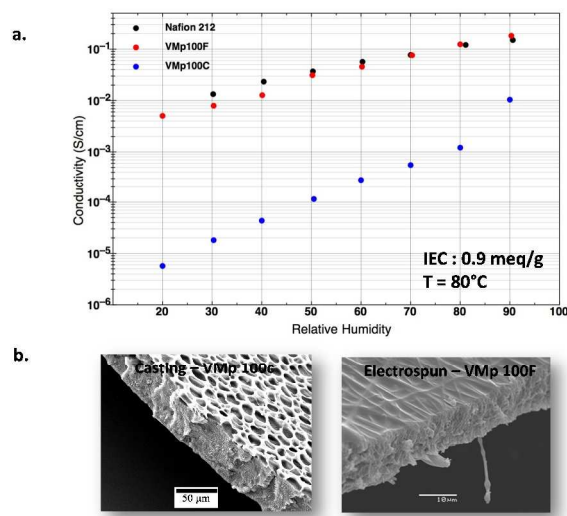 a.
Nafion 212
VMp100F
VMp100C
10⁻¹
10⁻²
10⁻³
10⁻⁴
10⁻⁵
10⁻⁶
Conductivity (S/cm)
IEC : 0.9 meq/g
T = 80°C
20 30 40 50 60 70 80 90 100
Relative Humidity
b.
Casting – VMp 100C
Electrospun – VMp 100F
50 µm
10µm